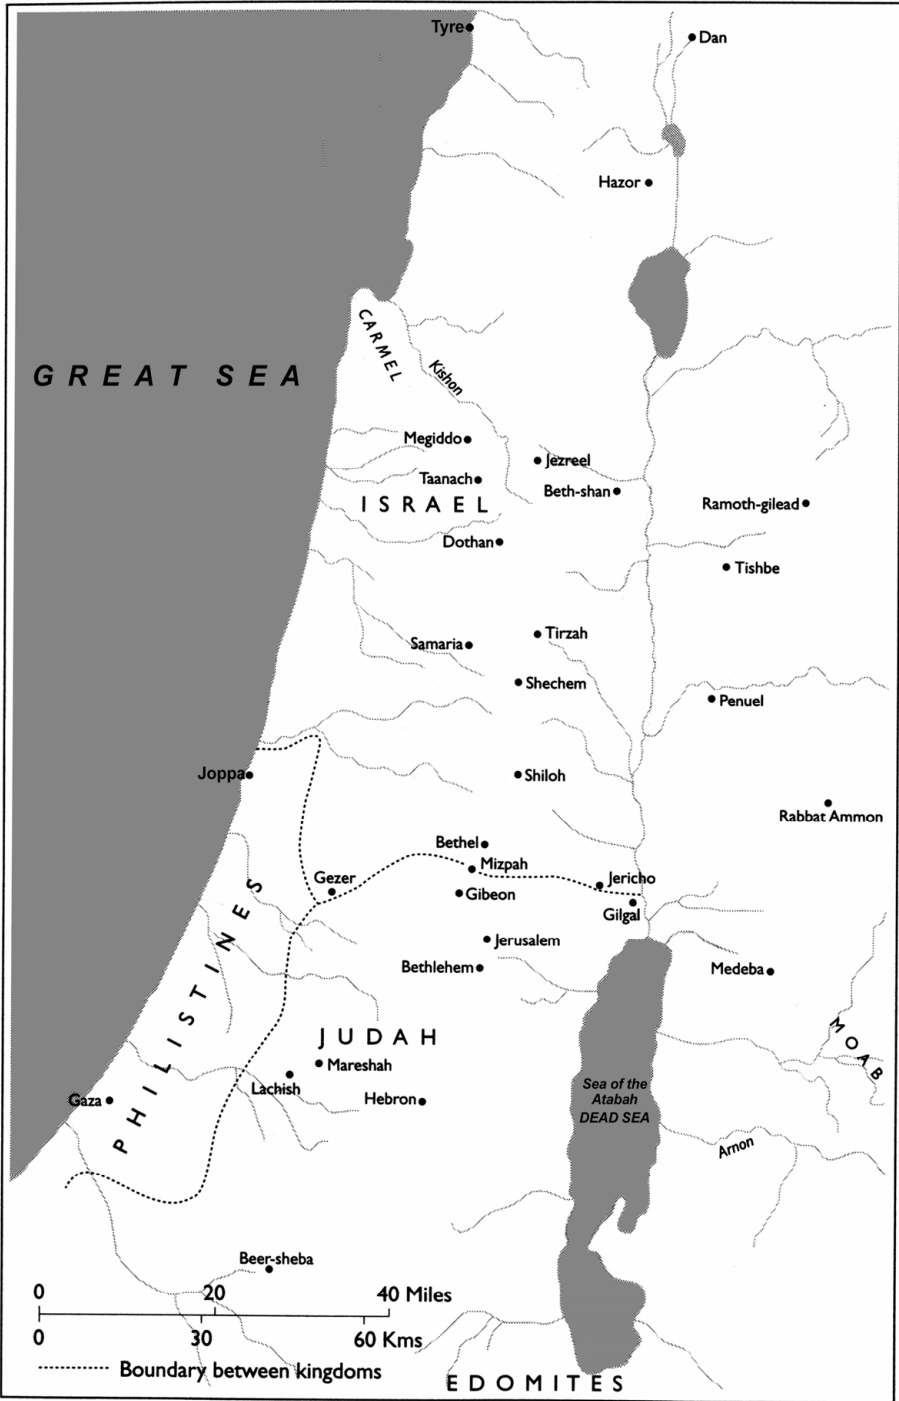 Tyre
Dan
Hazor
CARMEL
GREAT SEA
Kishon
Megiddo
Jezreel
Taanach
Beth-shan
ISRAEL
Ramoth-gilead
Dothan
Tishbe
Tirzah
Samaria
Shechem
Penuel
Joppa
Shiloh
Rabbat Ammon
Bethel
Mizpah
Gezer
Jericho
Gibeon
Gilgal
PHILISTINES
Jerusalem
Bethlehem
Medeba
JUDAH
MOAB
Mareshah
Lachish
Sea of the
Atabah
DEAD SEA
Gaza
Hebron
Arnon
Beer-sheba
0 20 40 Miles
0 30 60 Kms
Boundary between kingdoms
EDOMITES